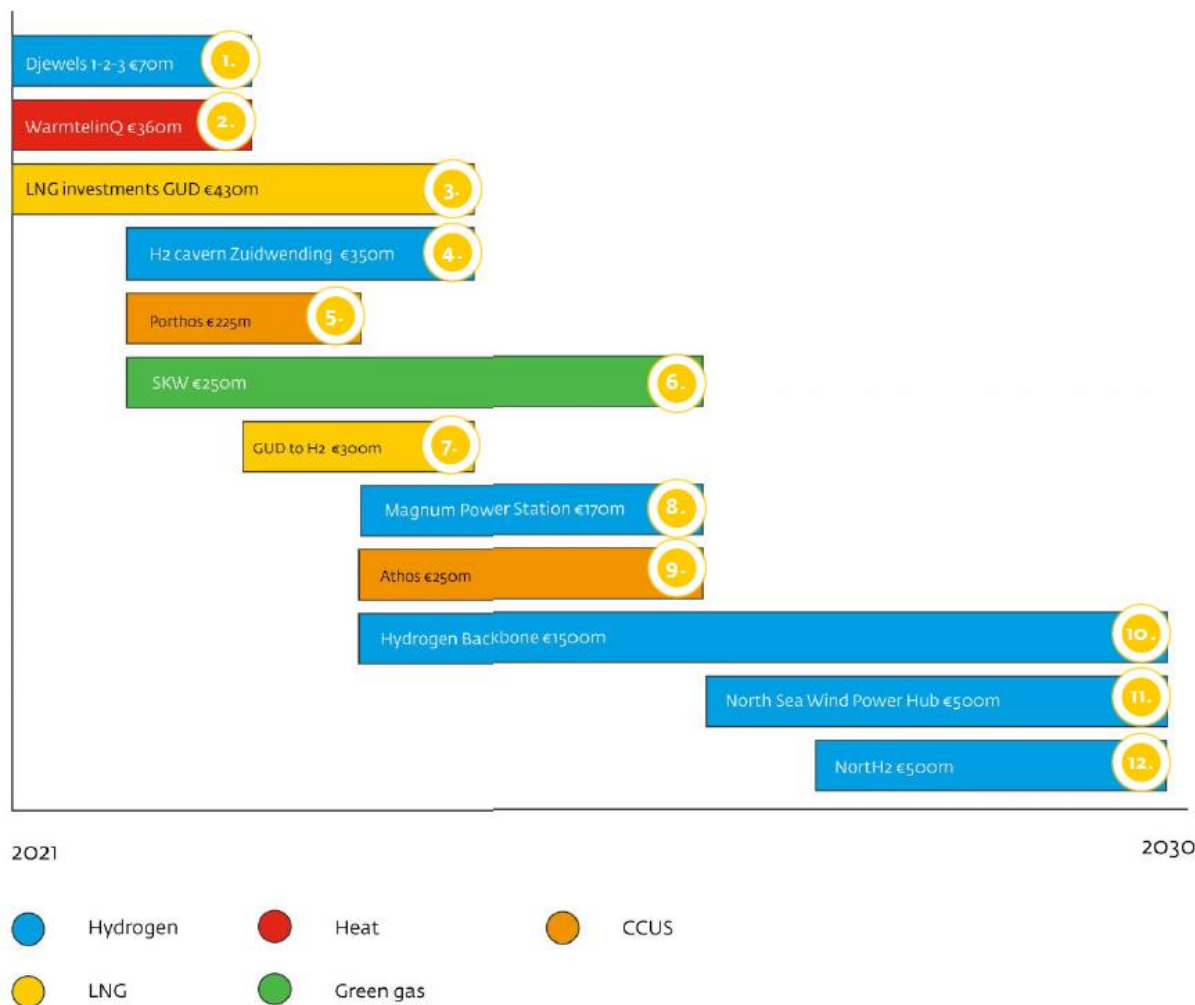 Djewels 1-2-3 €70m
1.
WarmtelinQ €360m
2.
LNG investments GUD €430m
3.
H2 cavern Zuidwending €350m
4.
Porthos €225m
5.
SKW €250m
6.
GUD to H2 €300m
7.
Magnum Power Station €170m
8.
Athos €250m
9.
Hydrogen Backbone €1500m
10.
North Sea Wind Power Hub €500m
11.
NortH2 €500m
12.
2021
2030
Hydrogen
Heat
CCUS
LNG
Green gas